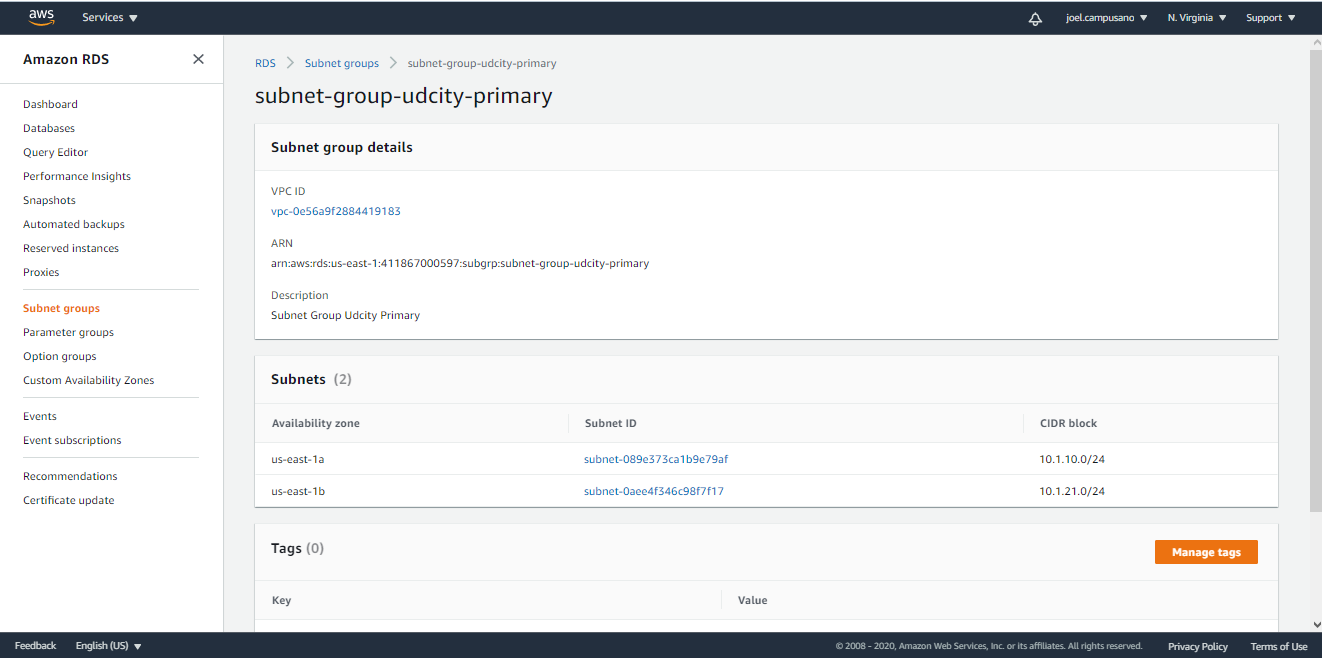 aws Services joel.campusano N. Virginia Support
Amazon RDS
Dashboard
Databases
Query Editor
Performance Insights
Snapshots
Automated backups
Reserved instances
Proxies
Subnet groups
Parameter groups
Option groups
Custom Availability Zones
Events
Event subscriptions
Recommendations
Certificate update
RDS Subnet groups subnet-group-udcity-primary
subnet-group-udcity-primary
Subnet group details
VPC ID
vpc-0e56a9f2884419183
ARN
arn:aws:rds:us-east-1:411867000597:subgrp:subnet-group-udcity-primary
Description
Subnet Group Udcity Primary
Subnets (2)
Availability zone Subnet ID CIDR block
us-east-1a subnet-089e373ca1b9e79af 10.1.10.0/24
us-east-1b subnet-0aee4f346c98f7f17 10.1.21.0/24
Tags (0) Manage tags
Key Value
Feedback English (US) © 2008 - 2020, Amazon Web Services, Inc. or its affiliates. All rights reserved. Privacy Policy Terms of Use